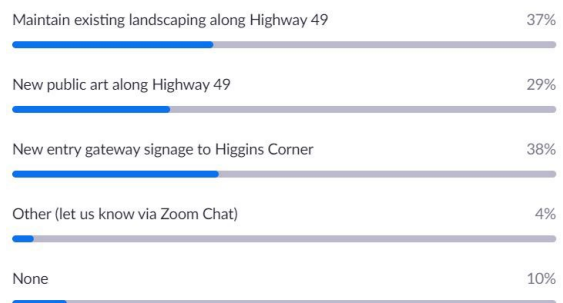 Maintain existing landscaping along Highway 49 37%
New public art along Highway 49 29%
New entry gateway signage to Higgins Corner 38%
Other (let us know via Zoom Chat) 4%
None 10%